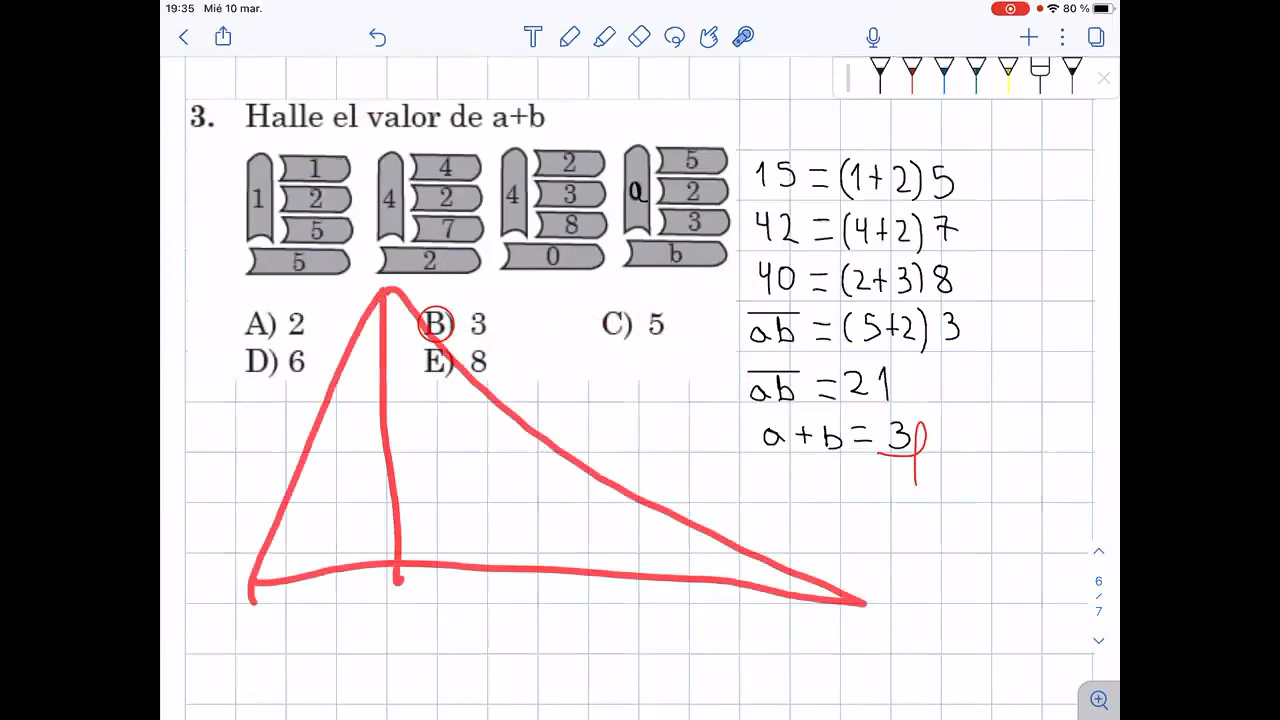 19:35 Mié 10 mar.
80 %
T
3. Halle el valor de a+b
1 1 2 5 5
4 4 2 7 2
4 2 3 8 0
a 5 2 3 b
A) 2 B) 3 C) 5
D) 6 E) 8
15 = (1+2) 5
42 = (4+2) 7
40 = (2+3) 8
ab = (5+2) 3
ab = 21
a + b = 3
6
/
7